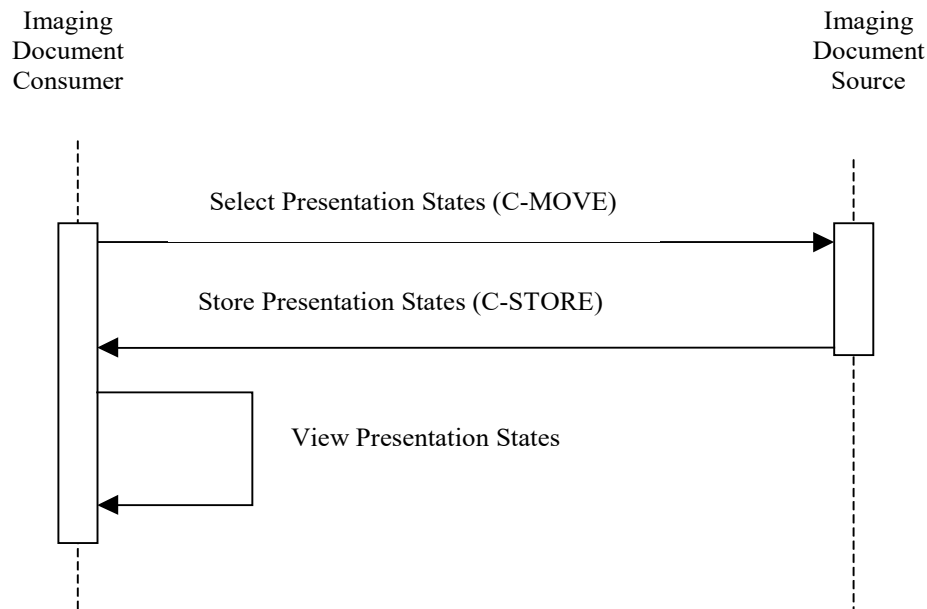 Imaging
Document
Consumer
Imaging
Document
Source
Select Presentation States (C-MOVE)
Store Presentation States (C-STORE)
View Presentation States